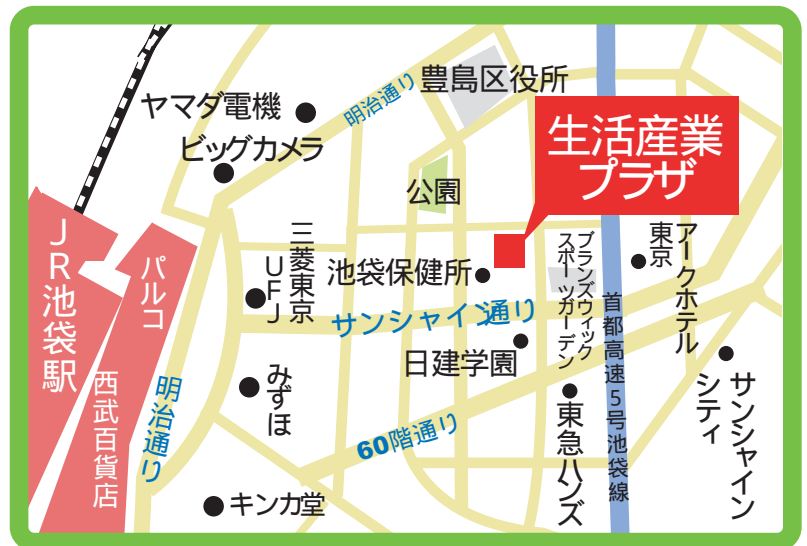 明治通り
豊島区役所
ヤマダ電機
ビッグカメラ
生活産業
プラザ
公園
JR池袋駅
パルコ
三菱東京
UFJ
池袋保健所
ブランズウィック
スポーツガーデン
東京
アークホテル
サンシャイン通り
首都高速5号池袋線
日建学園
西武百貨店
明治通り
みずほ
サンシャイン
シティ
60階通り
東急ハンズ
キンカ堂